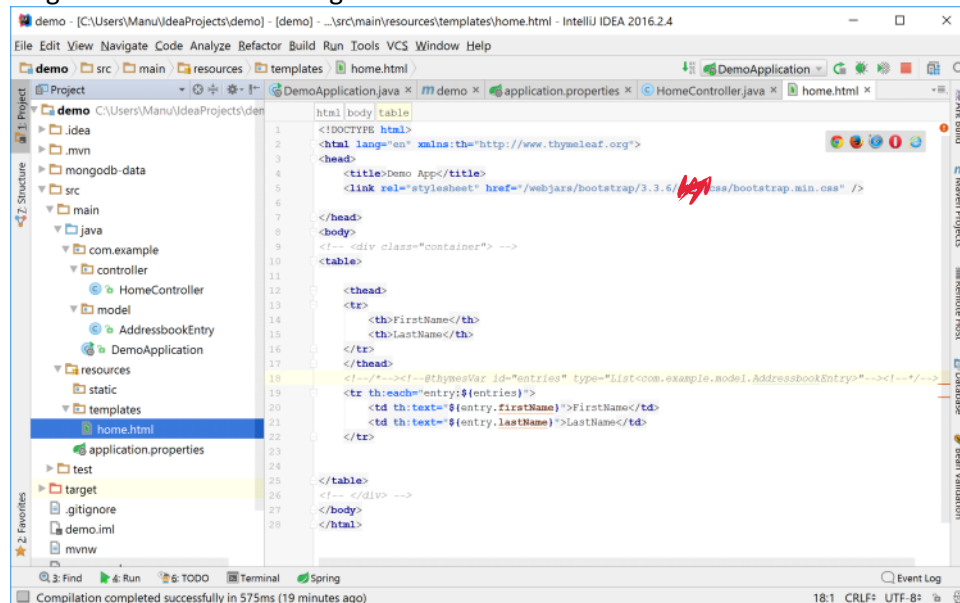 demo - [C:\Users\Manu\IdeaProjects\demo] - [demo] - ...\src\main\resources\templates\home.html - IntelliJ IDEA 2016.2.4
File Edit View Navigate Code Analyze Refactor Build Run Tools VCS Window Help
demo src main resources templates home.html DemoApplication
Project DemoApplication.java × m demo × application.properties × HomeController.java × home.html ×
1: Project
Z: Structure
2: Favorites
demo C:\Users\Manu\IdeaProjects\den
.idea
.mvn
mongodb-data
src
main
java
com.example
controller
HomeController
model
AddressbookEntry
DemoApplication
resources
static
templates
home.html
application.properties
test
target
.gitignore
demo.iml
mvnw
html body table
1 <!DOCTYPE html>
2 <html lang="en" xmlns:th="http://www.thymeleaf.org">
3 <head>
4 <title>Demo App</title>
5 <link rel="stylesheet" href="/webjars/bootstrap/3.3.6/ css/bootstrap.min.css" />
6
7 </head>
8 <body>
9 <!-- <div class="container"> -->
10 <table>
11
12 <thead>
13 <tr>
14 <th>FirstName</th>
15 <th>LastName</th>
16 </tr>
17 </thead>
18 <!--/*--><!--@thymesVar id="entries" type="List<com.example.model.AddressbookEntry>"--><!--*/-->
19 <tr th:each="entry:${entries}">
20 <td th:text="${entry.firstName}">FirstName</td>
21 <td th:text="${entry.lastName}">LastName</td>
22 </tr>
23
24
25 </table>
26 <!-- </div> -->
27 </body>
28 </html>
Ant Build
Maven Projects
Remote Host
Database
Bean Validation
3: Find 4: Run 6: TODO Terminal Spring Event Log
Compilation completed successfully in 575ms (19 minutes ago) 18:1 CRLF÷ UTF-8÷